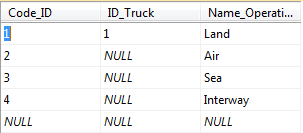 Code_ID ID_Truck Name_Operati...
1 1 Land
2 NULL Air
3 NULL Sea
4 NULL Interway
NULL NULL NULL